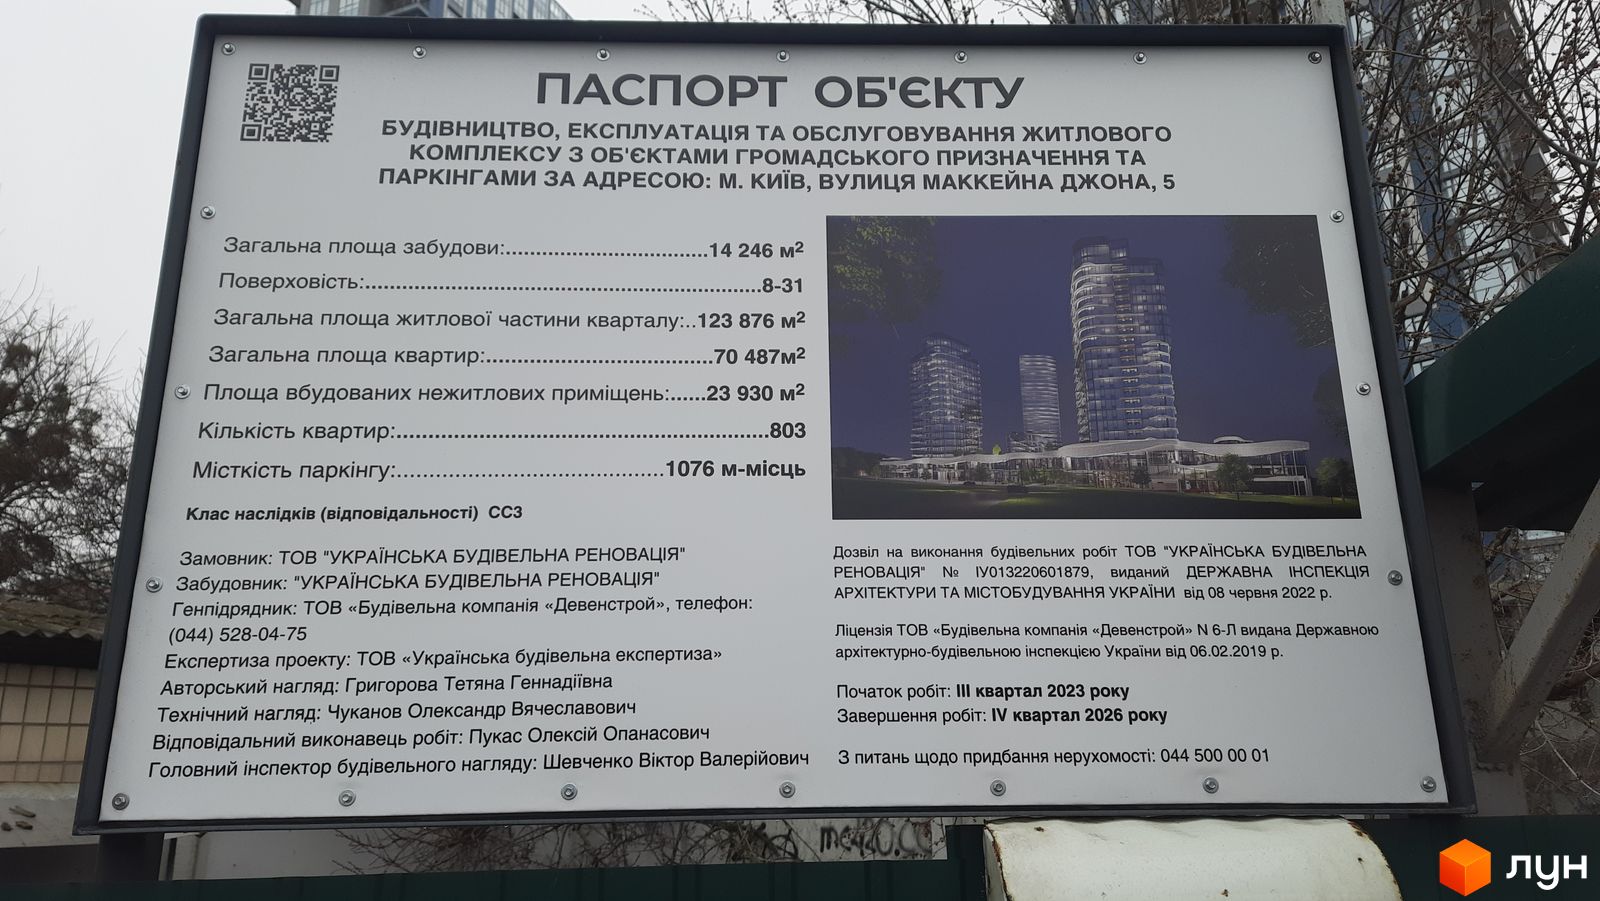 ПАСПОРТ ОБ'ЄКТУ
БУДІВНИЦТВО, ЕКСПЛУАТАЦІЯ ТА ОБСЛУГОВУВАННЯ ЖИТЛОВОГО
КОМПЛЕКСУ З ОБ'ЄКТАМИ ГРОМАДСЬКОГО ПРИЗНАЧЕННЯ ТА
ПАРКІНГАМИ ЗА АДРЕСОЮ: М. КИЇВ, ВУЛИЦЯ МАККЕЙНА ДЖОНА, 5
Загальна площа забудови:..................................14 246 м²
Поверховість:..................................................................8-31
Загальна площа житлової частини кварталу:..123 876 м²
Загальна площа квартир:......................................70 487м²
Площа вбудованих нежитлових приміщень:......23 930 м²
Кількість квартир:..............................................................803
Місткість паркінгу:............................................1076 м-місць
Клас наслідків (відповідальності) СС3
Замовник: ТОВ "УКРАЇНСЬКА БУДІВЕЛЬНА РЕНОВАЦІЯ"
Забудовник: "УКРАЇНСЬКА БУДІВЕЛЬНА РЕНОВАЦІЯ"
Генпідрядник: ТОВ «Будівельна компанія «Девенстрой», телефон:
(044) 528-04-75
Експертиза проекту: ТОВ «Українська будівельна експертиза»
Авторський нагляд: Григорова Тетяна Геннадіївна
Технічний нагляд: Чуканов Олександр Вячеславович
Відповідальний виконавець робіт: Пукас Олексій Опанасович
Головний інспектор будівельного нагляду: Шевченко Віктор Валерійович
Дозвіл на виконання будівельних робіт ТОВ "УКРАЇНСЬКА БУДІВЕЛЬНА
РЕНОВАЦІЯ" № ІУ013220601879, виданий ДЕРЖАВНА ІНСПЕКЦІЯ
АРХІТЕКТУРИ ТА МІСТОБУДУВАННЯ УКРАЇНИ від 08 червня 2022 р.
Ліцензія ТОВ «Будівельна компанія «Девенстрой» N 6-Л видана Державною
архітектурно-будівельною інспекцією України від 06.02.2019 р.
Початок робіт: III квартал 2023 року
Завершення робіт: IV квартал 2026 року
З питань щодо придбання нерухомості: 044 500 00 01
лун